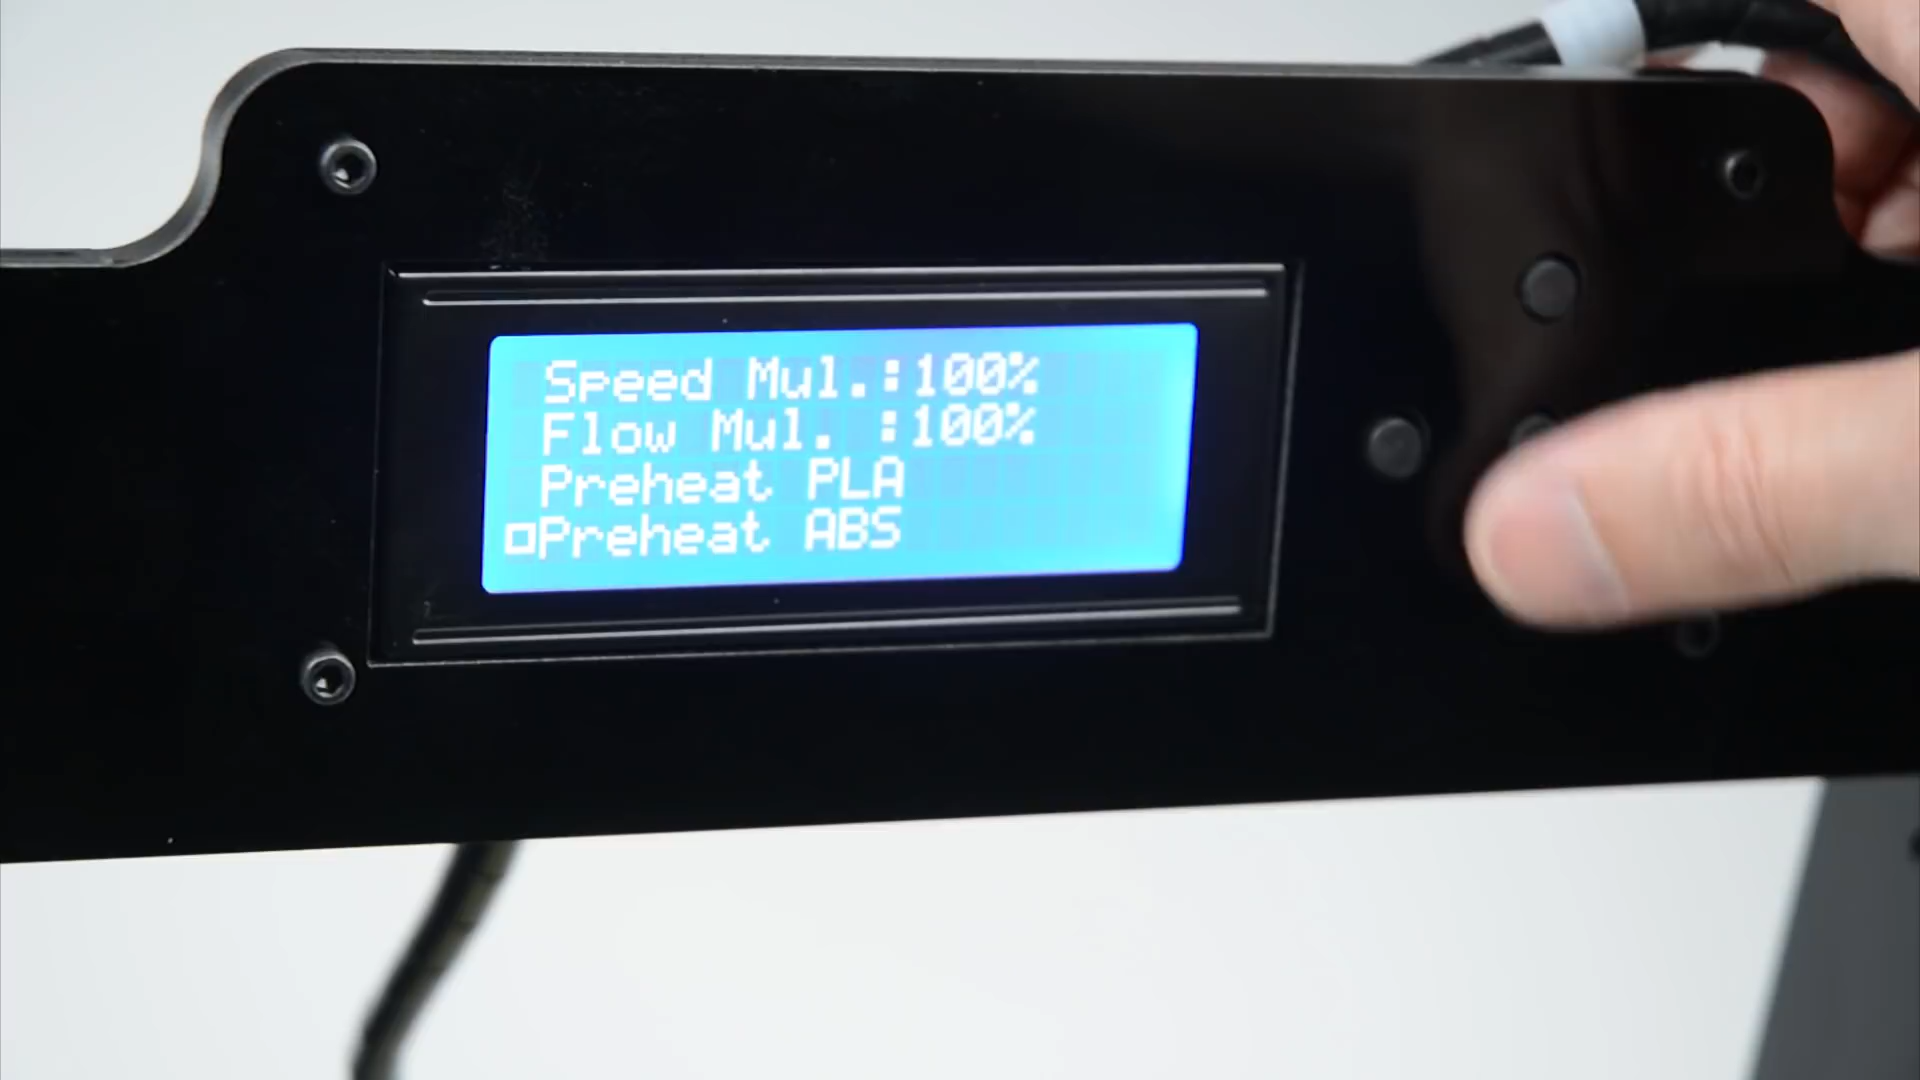 Speed Mul.:100%
Flow Mul. :100%
Preheat PLA
Preheat ABS